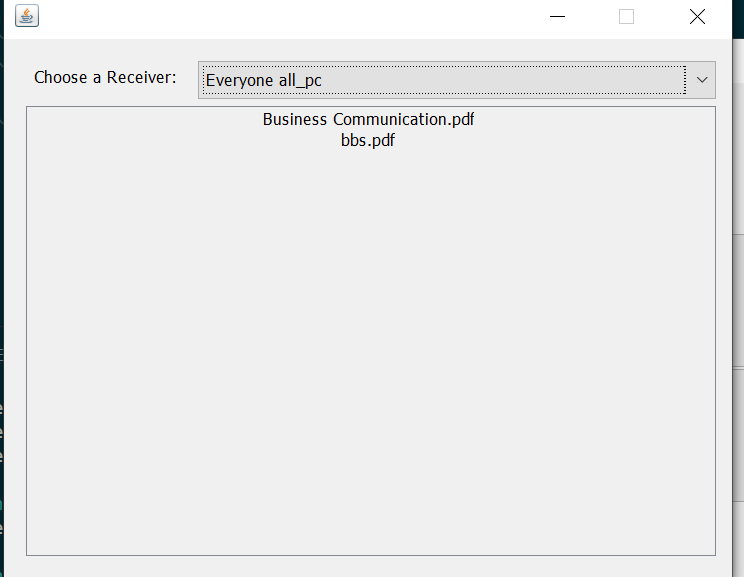 Choose a Receiver:
Everyone all_pc
Business Communication.pdf
bbs.pdf